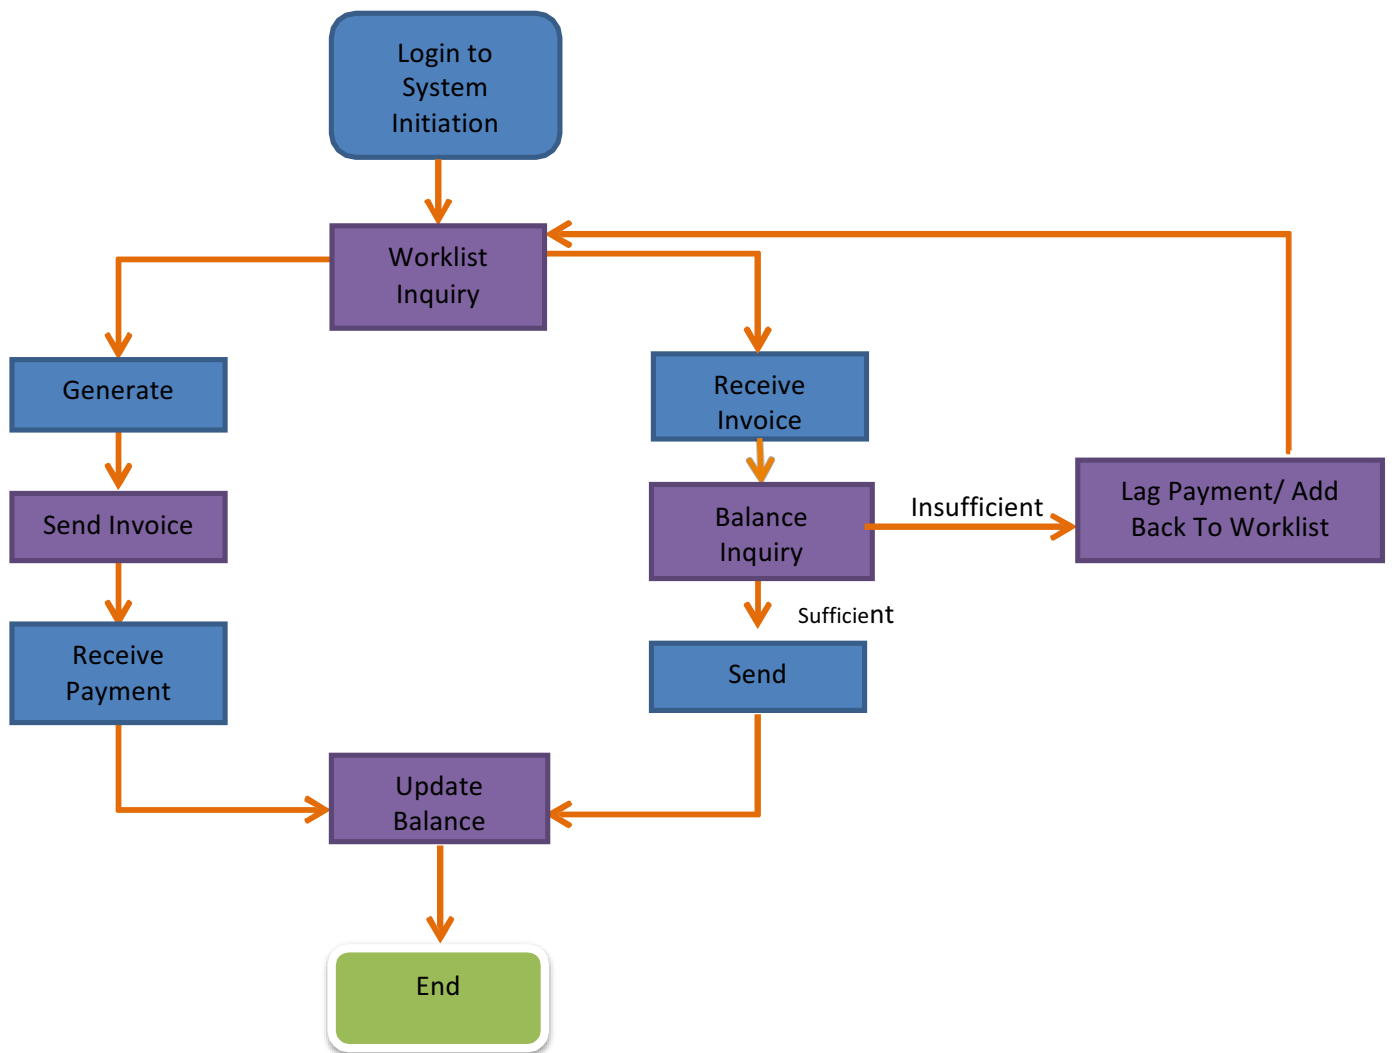 Login to
System
Initiation
Worklist
Inquiry
Generate
Receive
Invoice
Send Invoice
Balance
Inquiry
Insufficient
Lag Payment/ Add
Back To Worklist
Sufficient
Receive
Payment
Send
Update
Balance
End